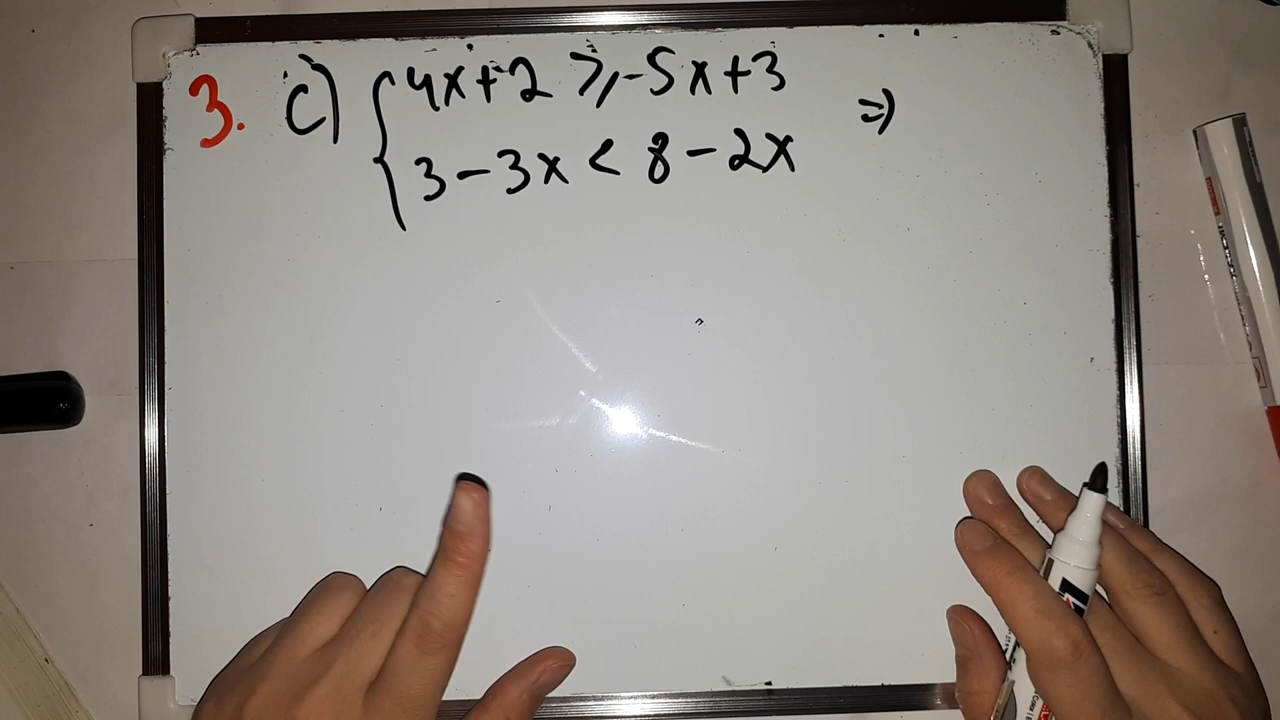 3. c) { 4x+2 ⩾ -5x+3 =>
3-3x < 8-2x